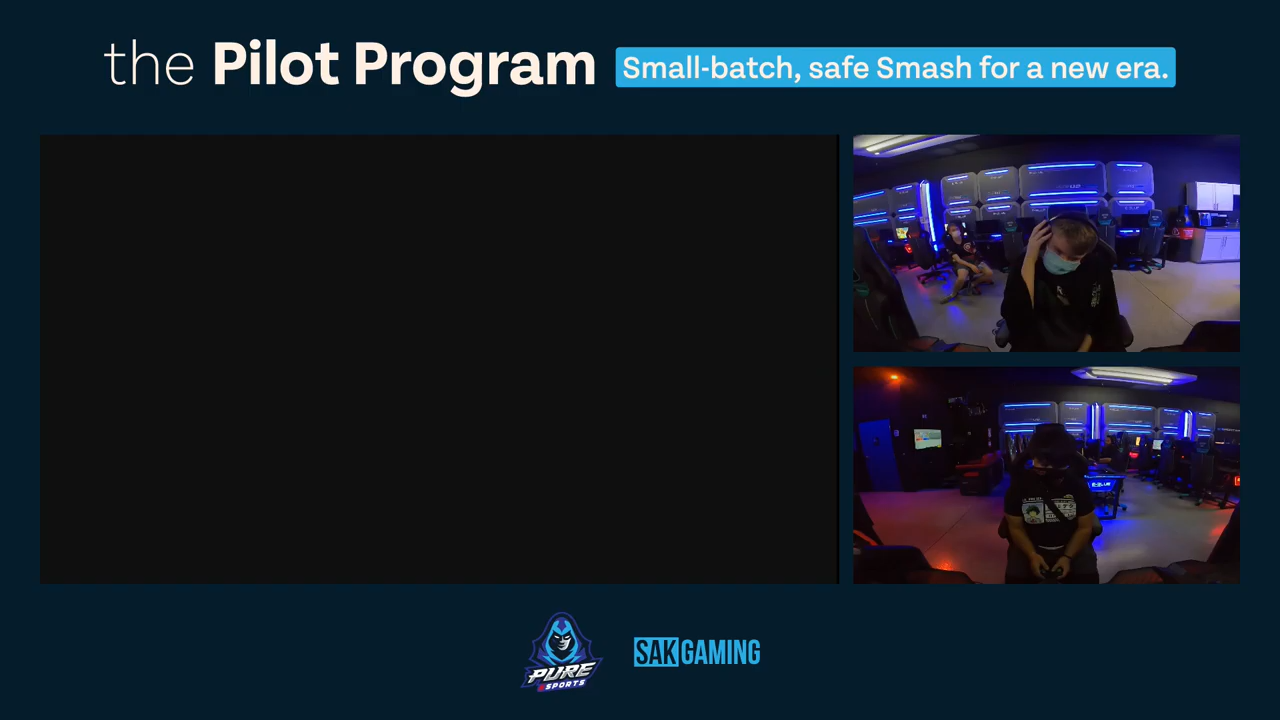 the Pilot Program
Small-batch, safe Smash for a new era.
PURE
SPORTS
SAKGAMING